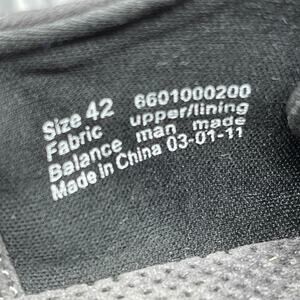 Size 42 6601000200
Fabric upper/lining
Balance man made
Made in China 03-01-11